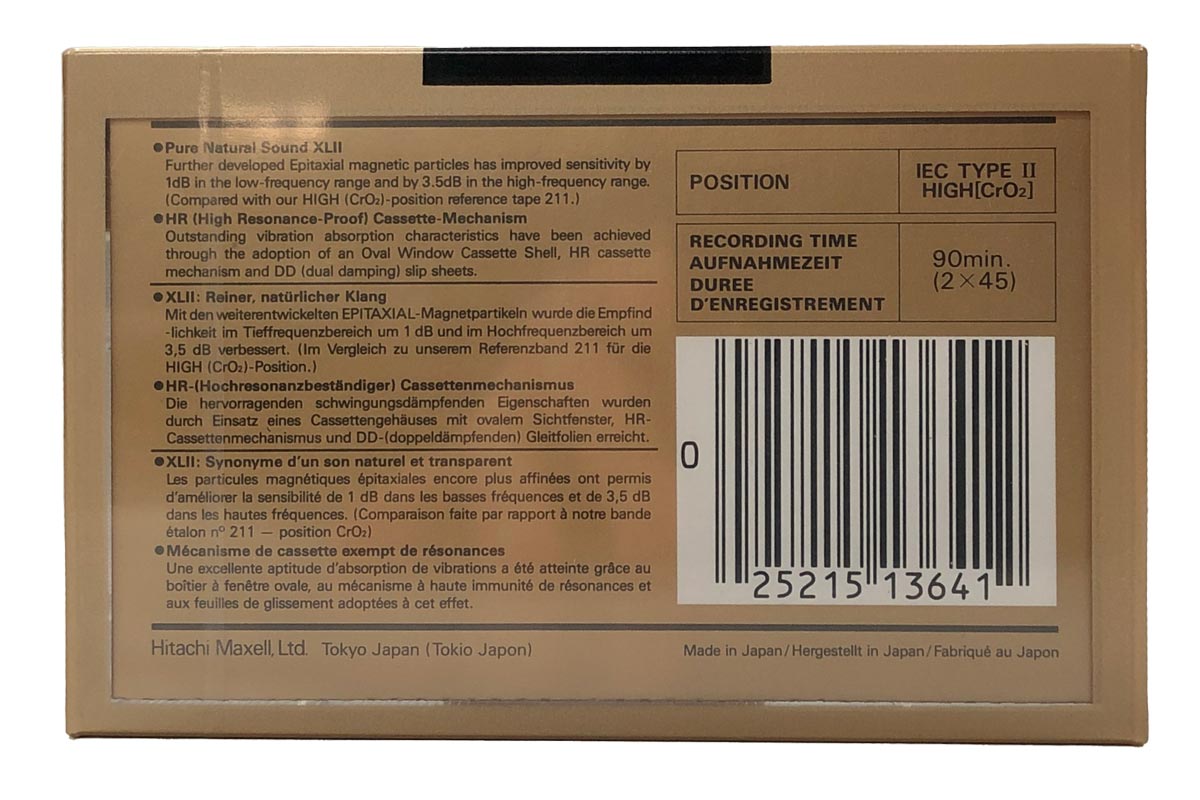 ●Pure Natural Sound XLII
Further developed Epitaxial magnetic particles has improved sensitivity by
1dB in the low-frequency range and by 3.5dB in the high-frequency range.
(Compared with our HIGH (CrO₂)-position reference tape 211.)
●HR (High Resonance-Proof) Cassette-Mechanism
Outstanding vibration absorption characteristics have been achieved
through the adoption of an Oval Window Cassette Shell, HR cassette
mechanism and DD (dual damping) slip sheets.
●XLII: Reiner, natürlicher Klang
Mit den weiterentwickelten EPITAXIAL-Magnetpartikeln wurde die Empfind
-lichkeit im Tieffrequenzbereich um 1 dB und im Hochfrequenzbereich um
3,5 dB verbessert. (Im Vergleich zu unserem Referenzband 211 für die
HIGH (CrO₂)-Position.)
●HR-(Hochresonanzbeständiger) Cassettenmechanismus
Die hervorragenden schwingungsdämpfenden Eigenschaften wurden
durch Einsatz eines Cassettengehäuses mit ovalem Sichtfenster, HR-
Cassettenmechanismus und DD-(doppeldämpfenden) Gleitfolien erreicht.
●XLII: Synonyme d'un son naturel et transparent
Les particules magnétiques épitaxiales encore plus affinées ont permis
d'améliorer la sensibilité de 1 dB dans les basses fréquences et de 3,5 dB
dans les hautes fréquences. (Comparaison faite par rapport à notre bande
étalon nº 211 — position CrO₂)
●Mécanisme de cassette exempt de résonances
Une excellente aptitude d'absorption de vibrations a été atteinte grâce au
boîtier à fenêtre ovale, au mécanisme à haute immunité de résonances et
aux feuilles de glissement adoptées à cet effet.
POSITION
IEC TYPE II
HIGH[CrO₂]
RECORDING TIME
AUFNAHMEZEIT
DUREE
D'ENREGISTREMENT
90min.
(2×45)
0 25215 13641
Hitachi Maxell, Ltd. Tokyo Japan (Tokio Japon)
Made in Japan/Hergestellt in Japan/Fabriqué au Japon